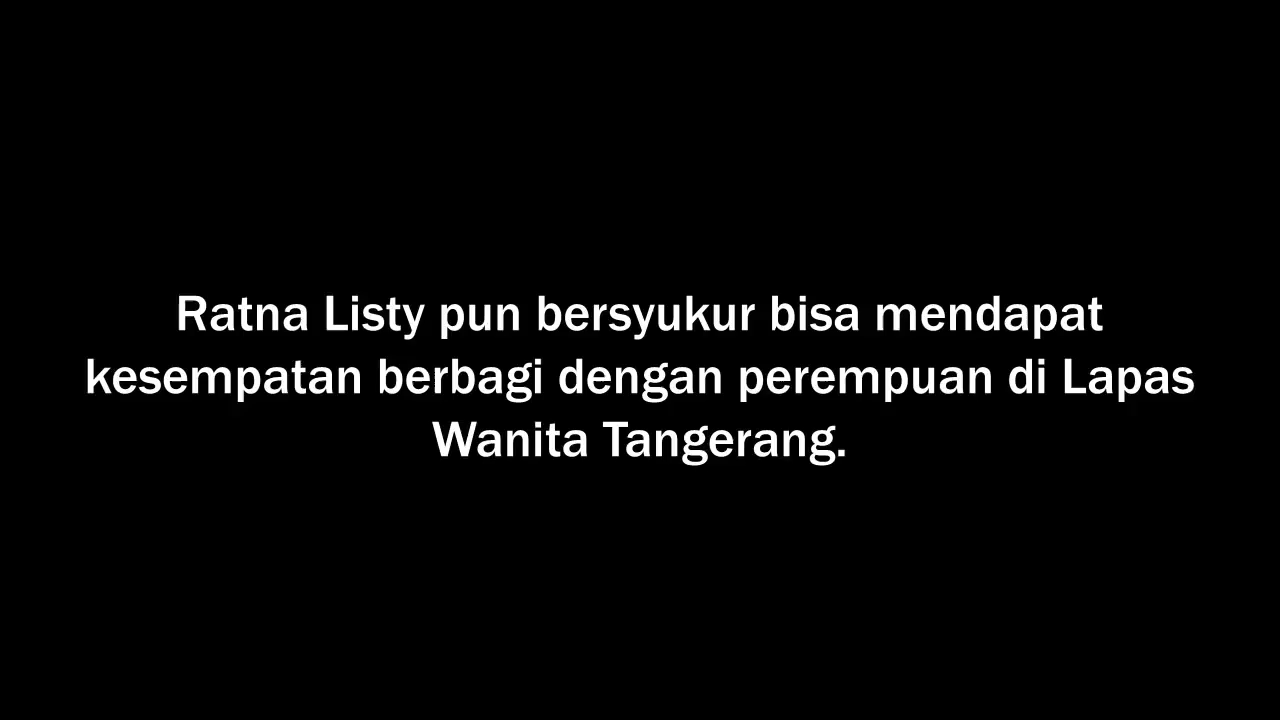 Ratna Listy pun bersyukur bisa mendapat
kesempatan berbagi dengan perempuan di Lapas
Wanita Tangerang.